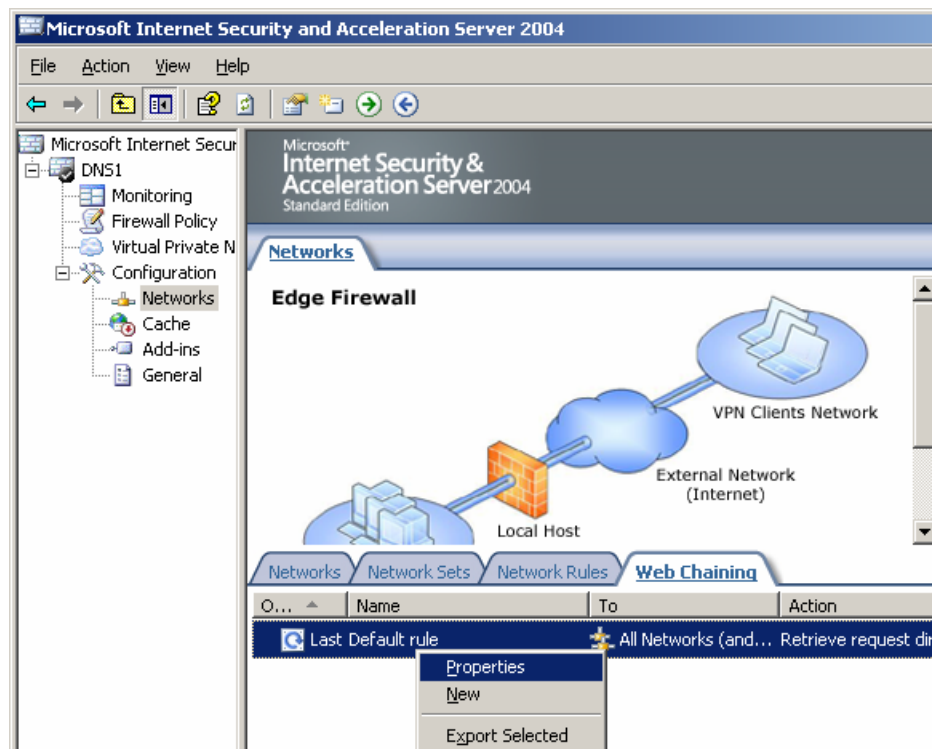 Microsoft Internet Security and Acceleration Server 2004
File Action View Help
Microsoft Internet Secur
DNS1
Monitoring
Firewall Policy
Virtual Private N
Configuration
Networks
Cache
Add-ins
General
Microsoft
Internet Security &
Acceleration Server 2004
Standard Edition
Networks
Edge Firewall
VPN Clients Network
External Network
(Internet)
Local Host
Networks Network Sets Network Rules Web Chaining
O... Name To Action
Last Default rule All Networks (and... Retrieve request dir
Properties
New
Export Selected